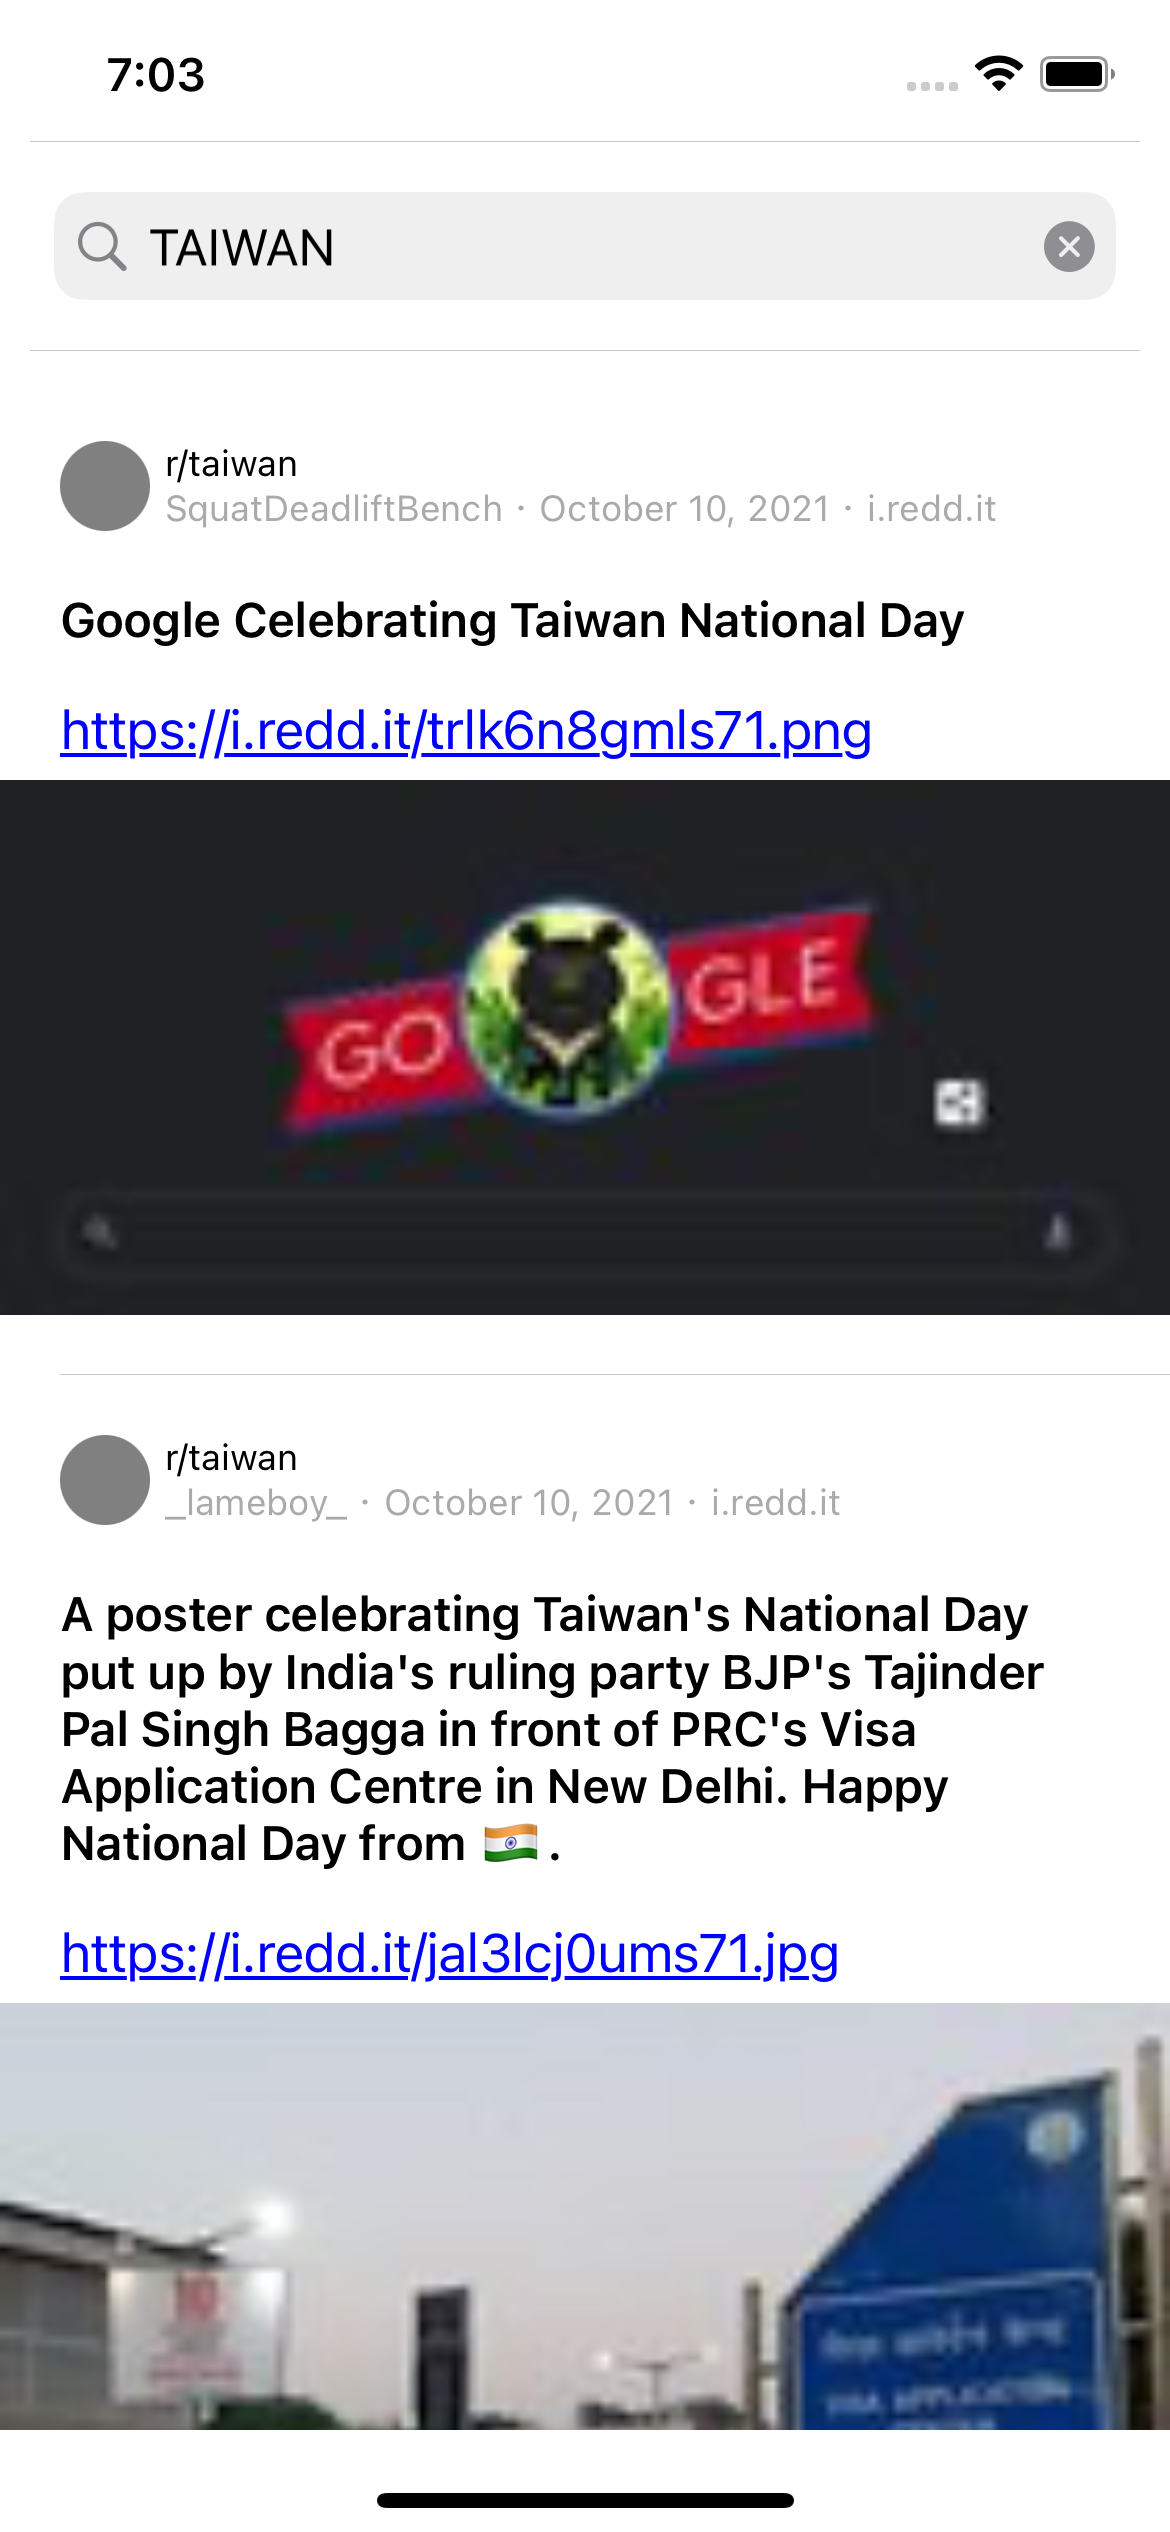 7:03
TAIWAN
r/taiwan
SquatDeadliftBench · October 10, 2021 · i.redd.it
Google Celebrating Taiwan National Day
https://i.redd.it/trlk6n8gmls71.png
GO GLE
r/taiwan
_lameboy_ · October 10, 2021 · i.redd.it
A poster celebrating Taiwan's National Day
put up by India's ruling party BJP's Tajinder
Pal Singh Bagga in front of PRC's Visa
Application Centre in New Delhi. Happy
National Day from 🇮🇳 .
https://i.redd.it/jal3lcj0ums71.jpg
VISA APPLICATION